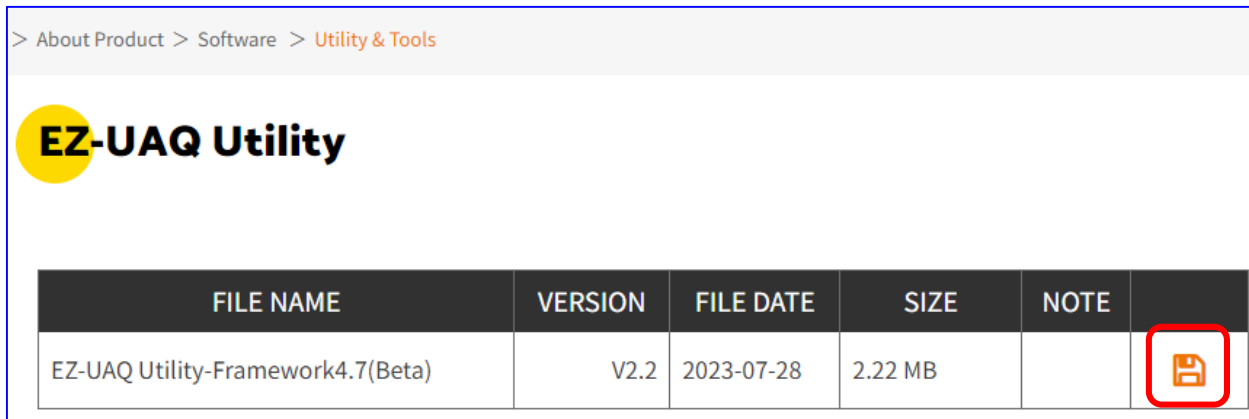 > About Product > Software > Utility & Tools
EZ-UAQ Utility
FILE NAME VERSION FILE DATE SIZE NOTE
EZ-UAQ Utility-Framework4.7(Beta) V2.2 2023-07-28 2.22 MB